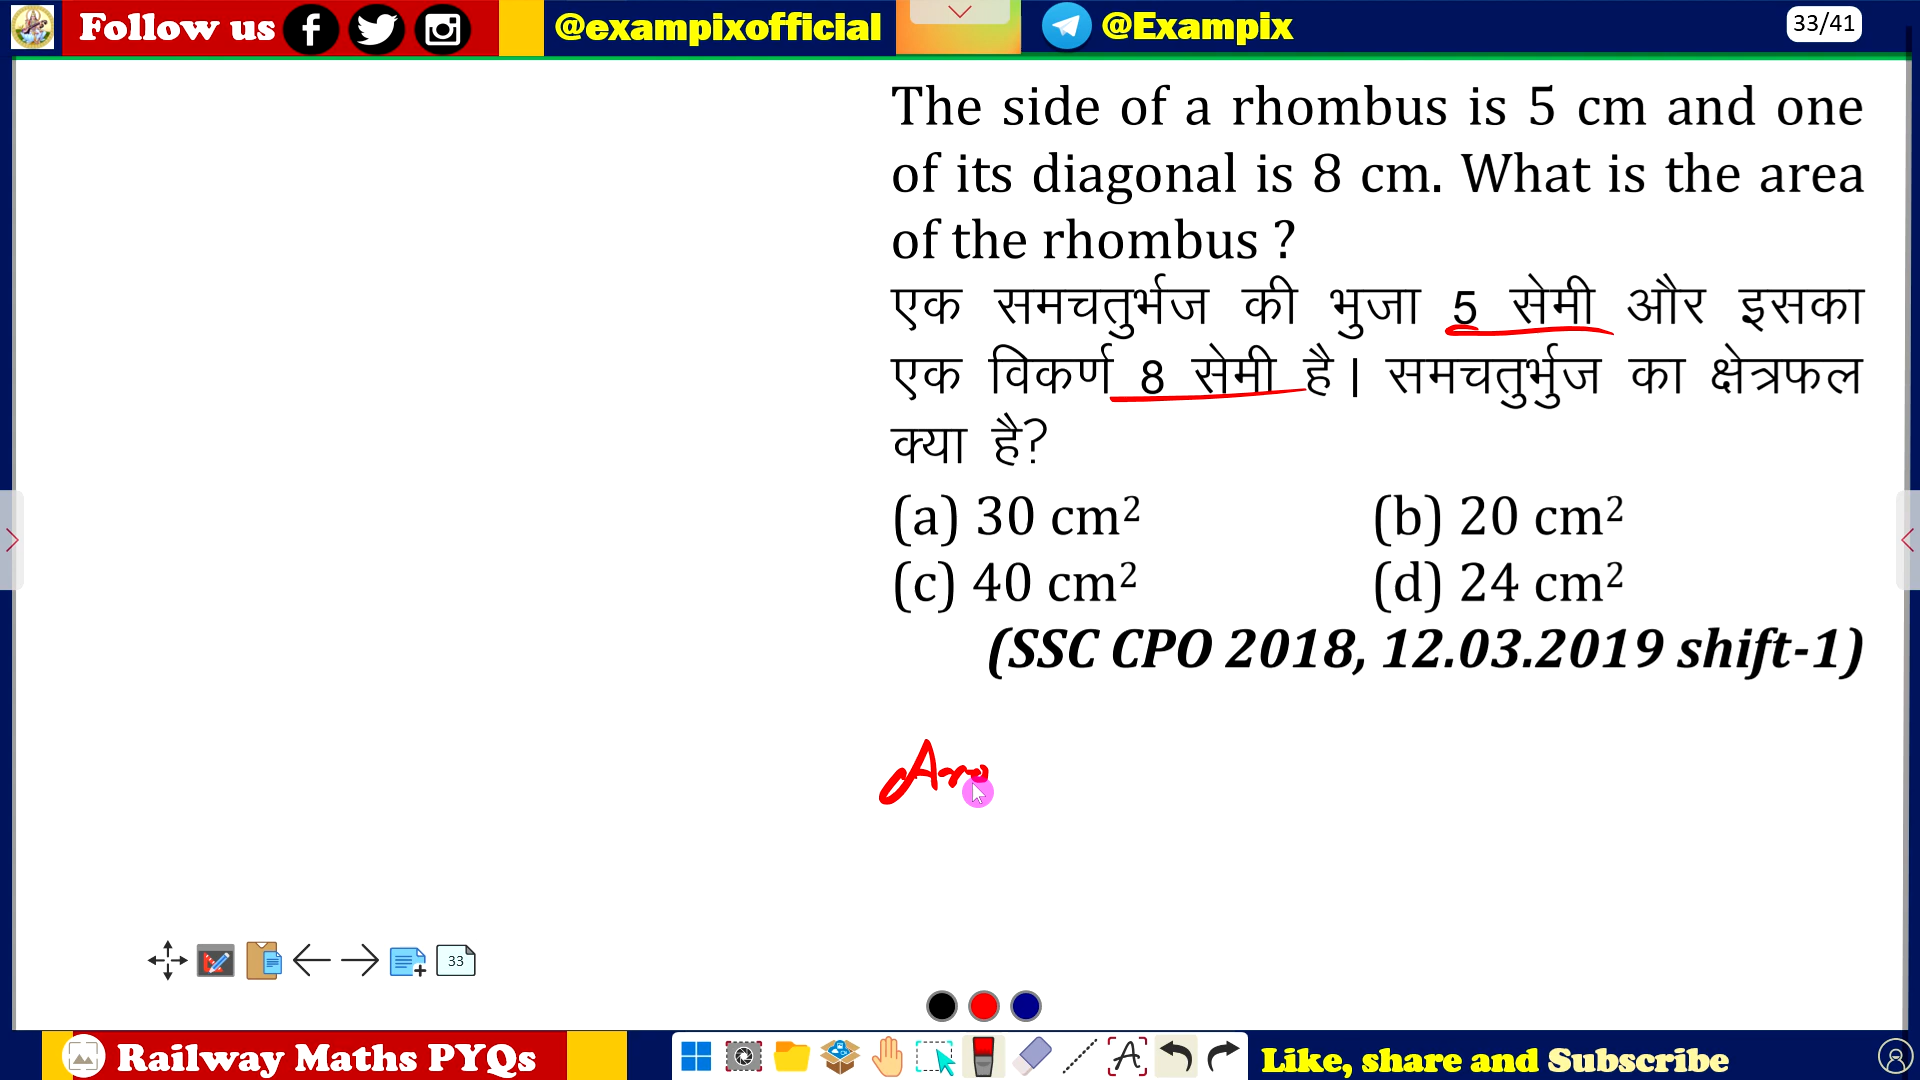 Follow us @exampixofficial @Exampix 33/41
The side of a rhombus is 5 cm and one
of its diagonal is 8 cm. What is the area
of the rhombus ?
एक समचतुर्भज की भुजा 5 सेमी और इसका
एक विकर्ण 8 सेमी है। समचतुर्भुज का क्षेत्रफल
क्या है?
(a) 30 cm² (b) 20 cm²
(c) 40 cm² (d) 24 cm²
(SSC CPO 2018, 12.03.2019 shift-1)
33
Railway Maths PYQs Like, share and Subscribe